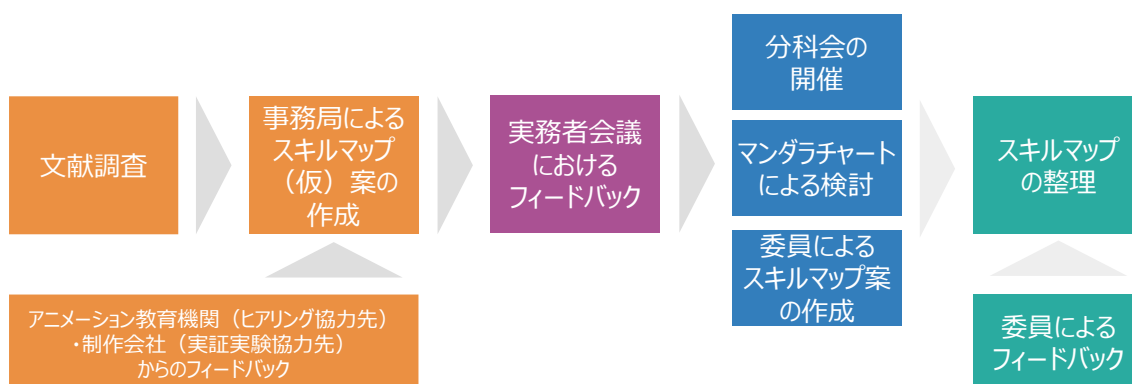 文献調査
事務局による
スキルマップ
（仮）案の
作成
アニメーション教育機関（ヒアリング協力先）
・制作会社（実証実験協力先）
からのフィードバック
実務者会議
における
フィードバック
分科会の
開催
マンダラチャート
による検討
委員による
スキルマップ案
の作成
スキルマップ
の整理
委員による
フィードバック